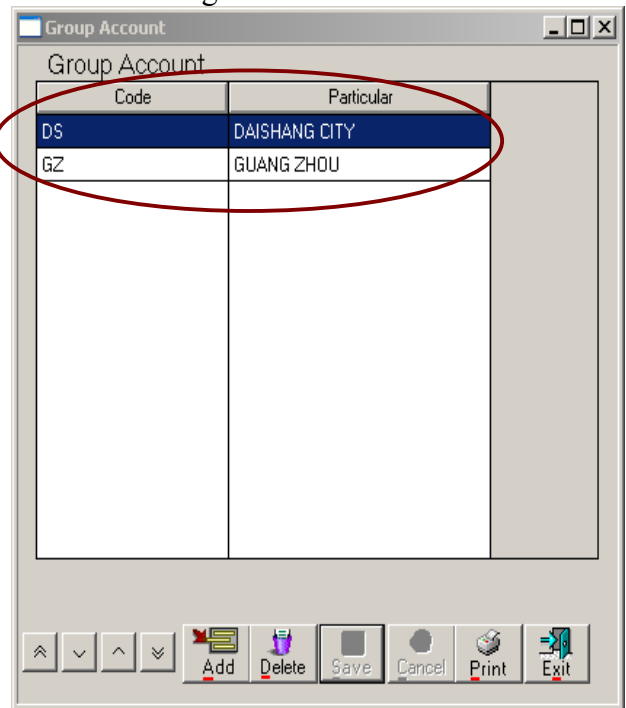 Group Account
Group Account
Code Particular
DS DAISHANG CITY
GZ GUANG ZHOU
Add Delete Save Cancel Print Exit